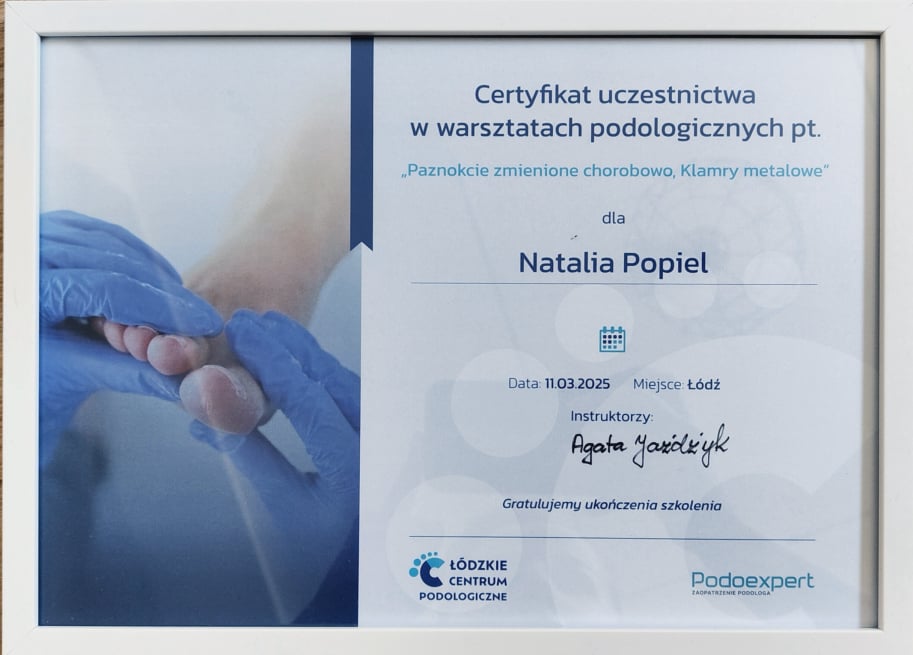 Certyfikat uczestnictwa
w warsztatach podologicznych pt.
„Paznokcie zmienione chorobowo, Klamry metalowe”
dla
Natalia Popiel
Data: 11.03.2025 Miejsce: Łódź
Instruktorzy:
Agata Jaździyk
Gratulujemy ukończenia szkolenia
ŁÓDZKIE
CENTRUM
PODOLOGICZNE
Podoexpert
ZAOPATRZENIE PODOLOGA